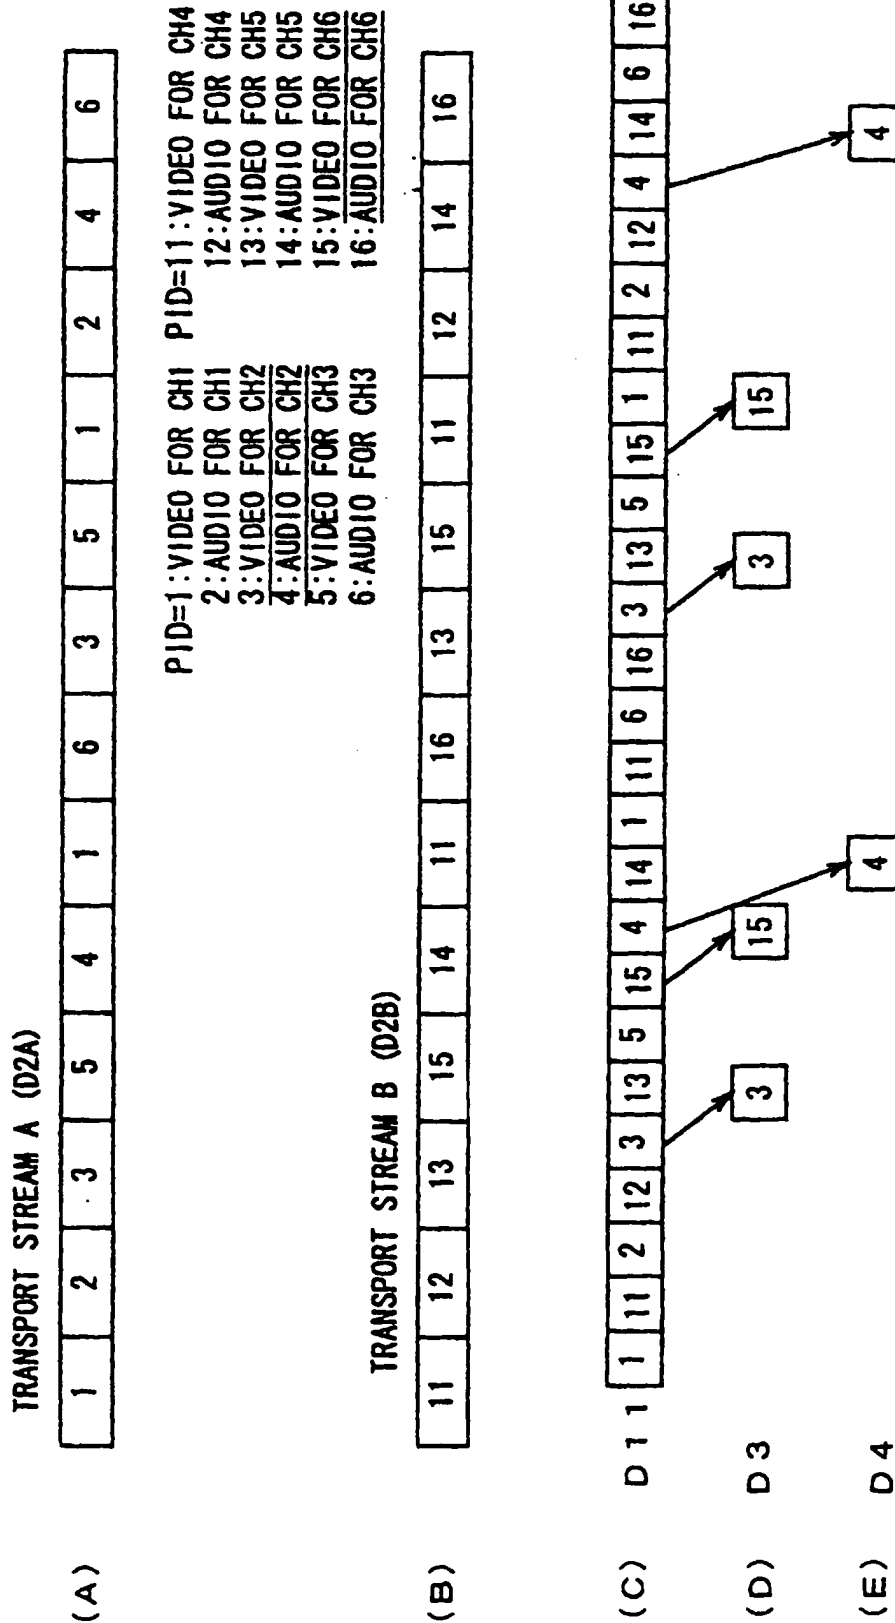 TRANSPORT STREAM A (D2A)
(A) 1 2 3 5 4 1 6 3 5 1 2 4 6
PID=1:VIDEO FOR CH1 PID=11:VIDEO FOR CH4
2:AUDIO FOR CH1 12:AUDIO FOR CH4
3:VIDEO FOR CH2 13:VIDEO FOR CH5
4:AUDIO FOR CH2 14:AUDIO FOR CH5
5:VIDEO FOR CH3 15:VIDEO FOR CH6
6:AUDIO FOR CH3 16:AUDIO FOR CH6
TRANSPORT STREAM B (D2B)
(B) 11 12 13 15 14 11 16 13 15 11 12 14 16
(C) D11 1 11 2 12 3 13 5 15 4 14 1 11 6 16 3 13 5 15 1 11 2 12 4 14 6 16
(D) D3 3 15 3 15
(E) D4 4 4